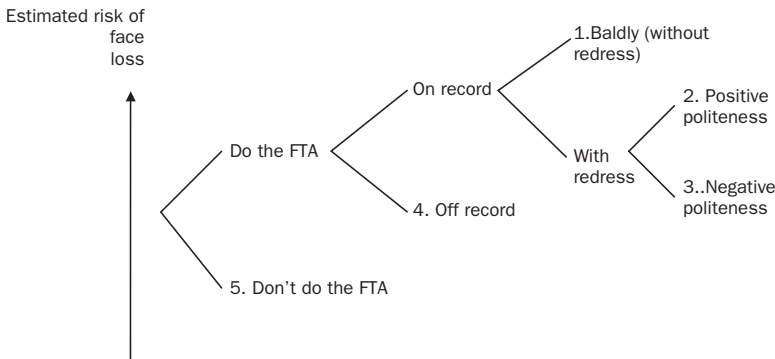 Estimated risk of
face
loss
1.Baldly (without
redress)
On record
2. Positive
politeness
Do the FTA
With
redress
3..Negative
politeness
4. Off record
5. Don’t do the FTA